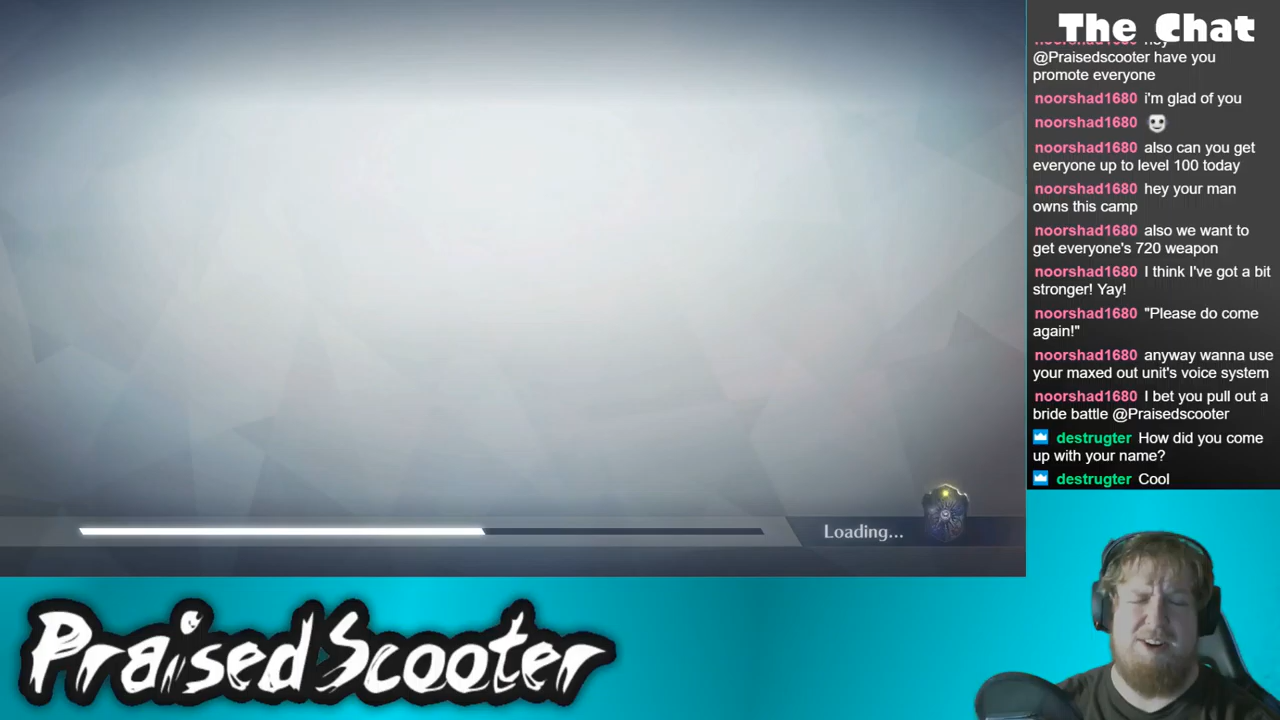 The Chat
@Praisedscooter have you
promote everyone
noorshad1680 i'm glad of you
noorshad1680
noorshad1680 also can you get
everyone up to level 100 today
noorshad1680 hey your man
owns this camp
noorshad1680 also we want to
get everyone's 720 weapon
noorshad1680 I think I've got a bit
stronger! Yay!
noorshad1680 "Please do come
again!"
noorshad1680 anyway wanna use
your maxed out unit's voice system
noorshad1680 I bet you pull out a
bride battle @Praisedscooter
destrugter How did you come
up with your name?
destrugter Cool
Loading...
PraisedScooter